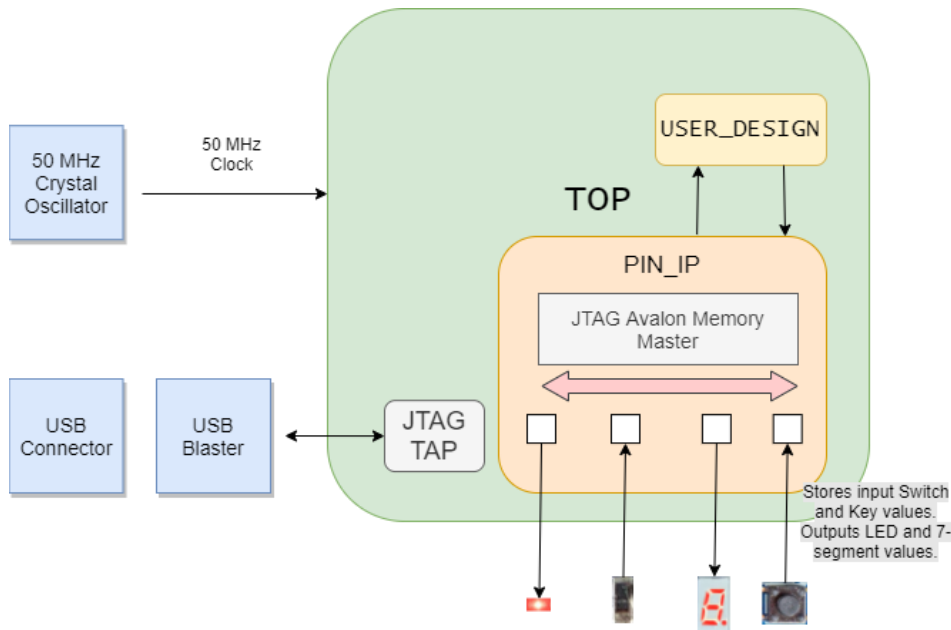 50 MHz
Crystal
Oscillator
50 MHz
Clock
USER_DESIGN
TOP
PIN_IP
JTAG Avalon Memory
Master
USB
Connector
USB
Blaster
JTAG
TAP
Stores input Switch
and Key values.
Outputs LED and 7-
segment values.